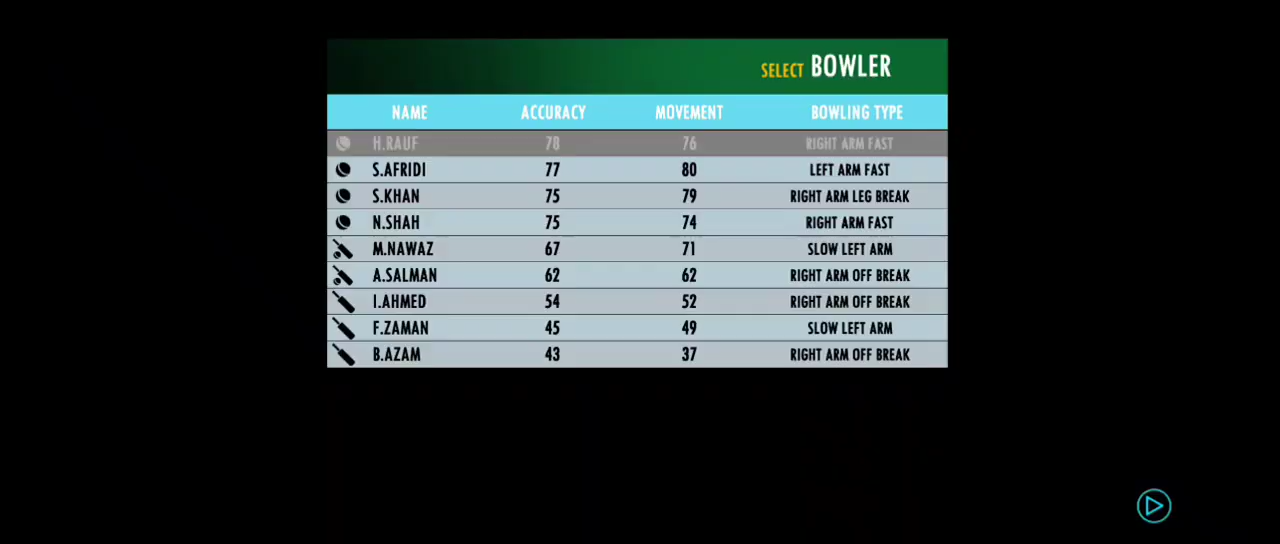 SELECT BOWLER
NAME ACCURACY MOVEMENT BOWLING TYPE
H.RAUF 78 76 RIGHT ARM FAST
S.AFRIDI 77 80 LEFT ARM FAST
S.KHAN 75 79 RIGHT ARM LEG BREAK
N.SHAH 75 74 RIGHT ARM FAST
M.NAWAZ 67 71 SLOW LEFT ARM
A.SALMAN 62 62 RIGHT ARM OFF BREAK
I.AHMED 54 52 RIGHT ARM OFF BREAK
F.ZAMAN 45 49 SLOW LEFT ARM
B.AZAM 43 37 RIGHT ARM OFF BREAK